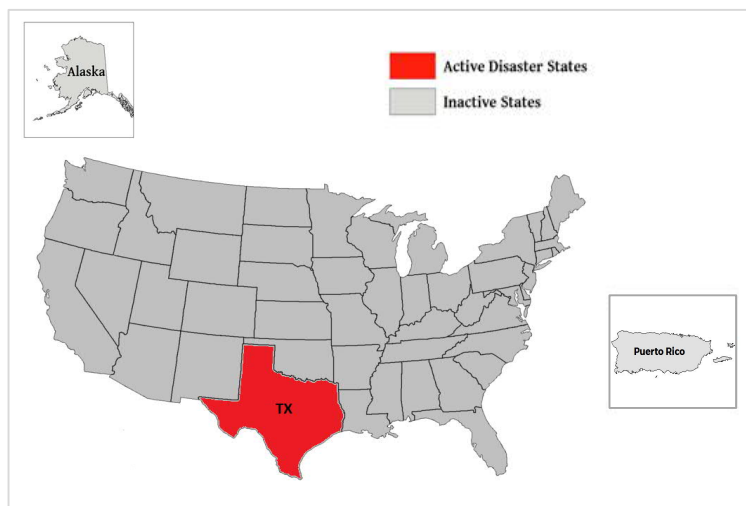 Alaska
Active Disaster States
Inactive States
Puerto Rico
TX